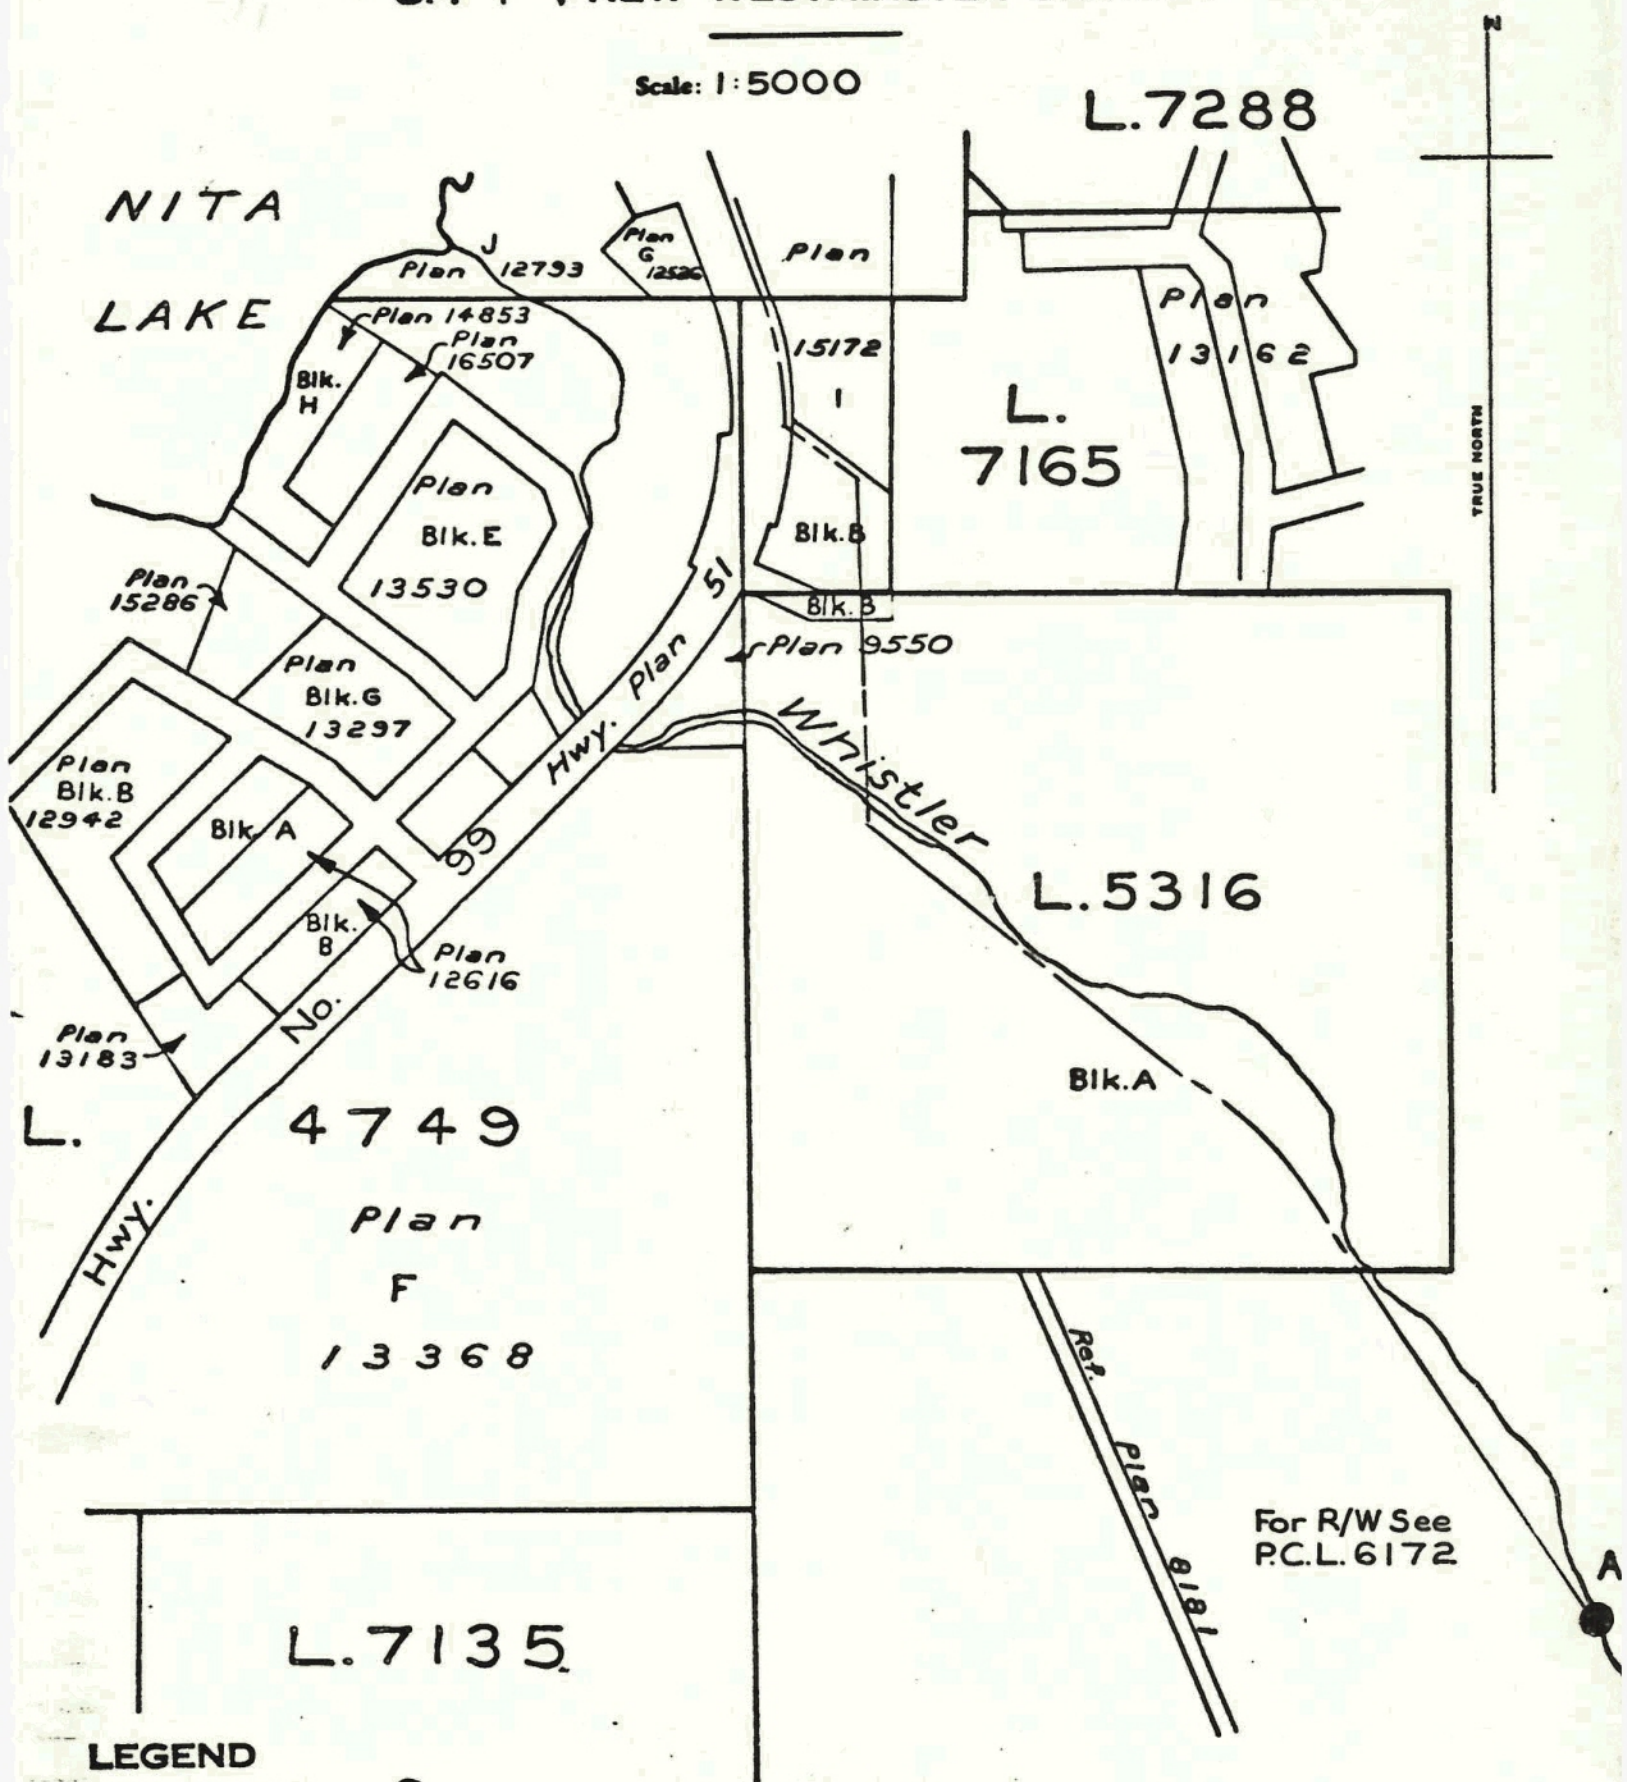 Scale: 1:5000
N
TRUE NORTH
L.7288
NITA
LAKE
J
Plan 12793
Plan
G
12526
Plan
15172
1
Plan 14853
Plan
16507
Blk.
H
Plan
13162
L.
7165
Plan
Blk.E
13530
Blk.B
Plan
15286
Blk.B
Plan 9550
Plan
Blk.G
13297
Hwy. Plan 51
Whistler
Plan
Blk.B
12942
Blk. A
Blk.
B
Plan
12616
Hwy. No. 99
Plan
13183
L.5316
Blk.A
L. 4749
Plan
F
13368
Ref. Plan 8181
For R/W See
P.C.L.6172
A
L.7135
LEGEND